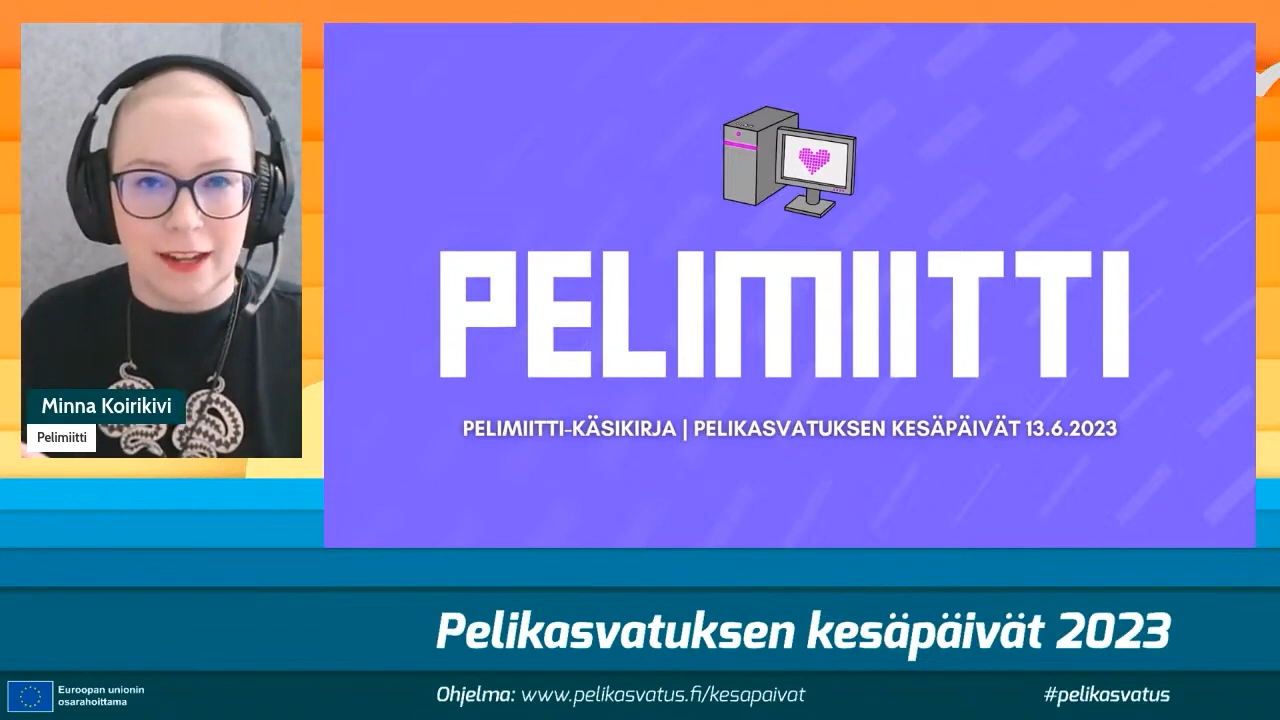 Minna Koirikivi
Pelimiitti
PELIMIITTI
PELIMIITTI-KÄSIKIRJA | PELIKASVATUKSEN KESÄPÄIVÄT 13.6.2023
Pelikasvatuksen kesäpäivät 2023
Euroopan unionin
osarahoittama
Ohjelma: www.pelikasvatus.fi/kesapaivat
#pelikasvatus